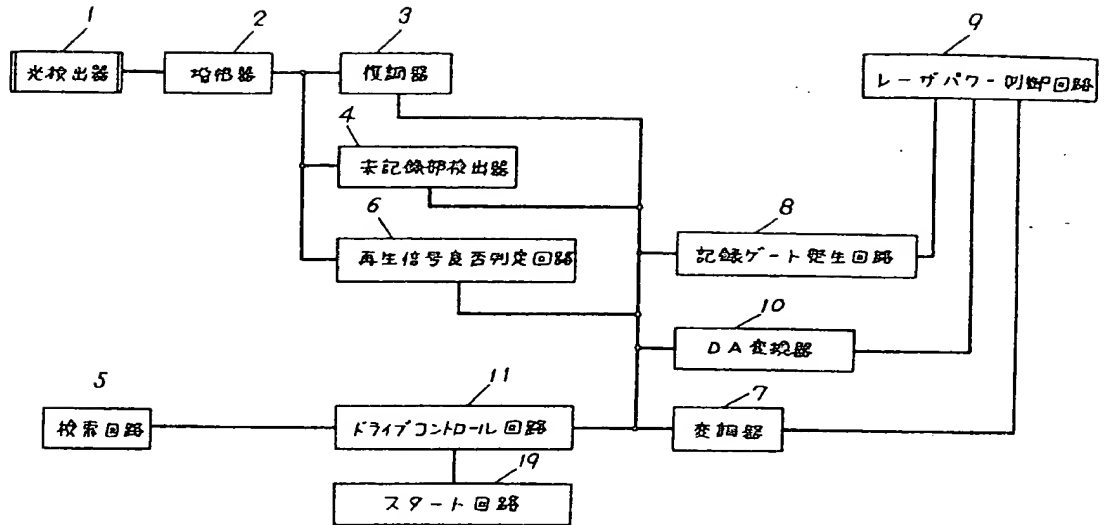 1
2
3
9
光検出器
増幅器
復調器
レーザパワー制御回路
4
未記録部検出器
6
8
再生信号良否判定回路
記録ゲート発生回路
10
DA変換器
5
11
7
検索回路
ドライブコントロール回路
変調器
19
スタート回路